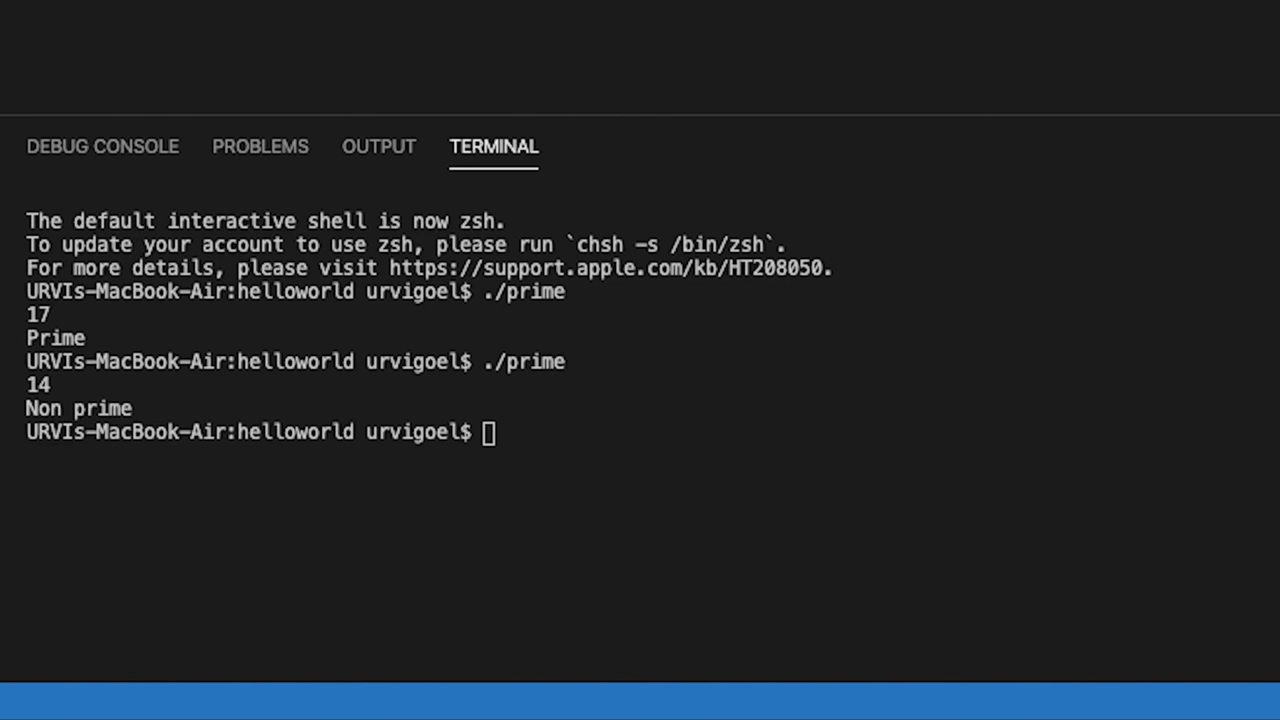 DEBUG CONSOLE PROBLEMS OUTPUT TERMINAL
The default interactive shell is now zsh.
To update your account to use zsh, please run `chsh -s /bin/zsh`.
For more details, please visit https://support.apple.com/kb/HT208050.
URVIs-MacBook-Air:helloworld urvigoel$ ./prime
17
Prime
URVIs-MacBook-Air:helloworld urvigoel$ ./prime
14
Non prime
URVIs-MacBook-Air:helloworld urvigoel$